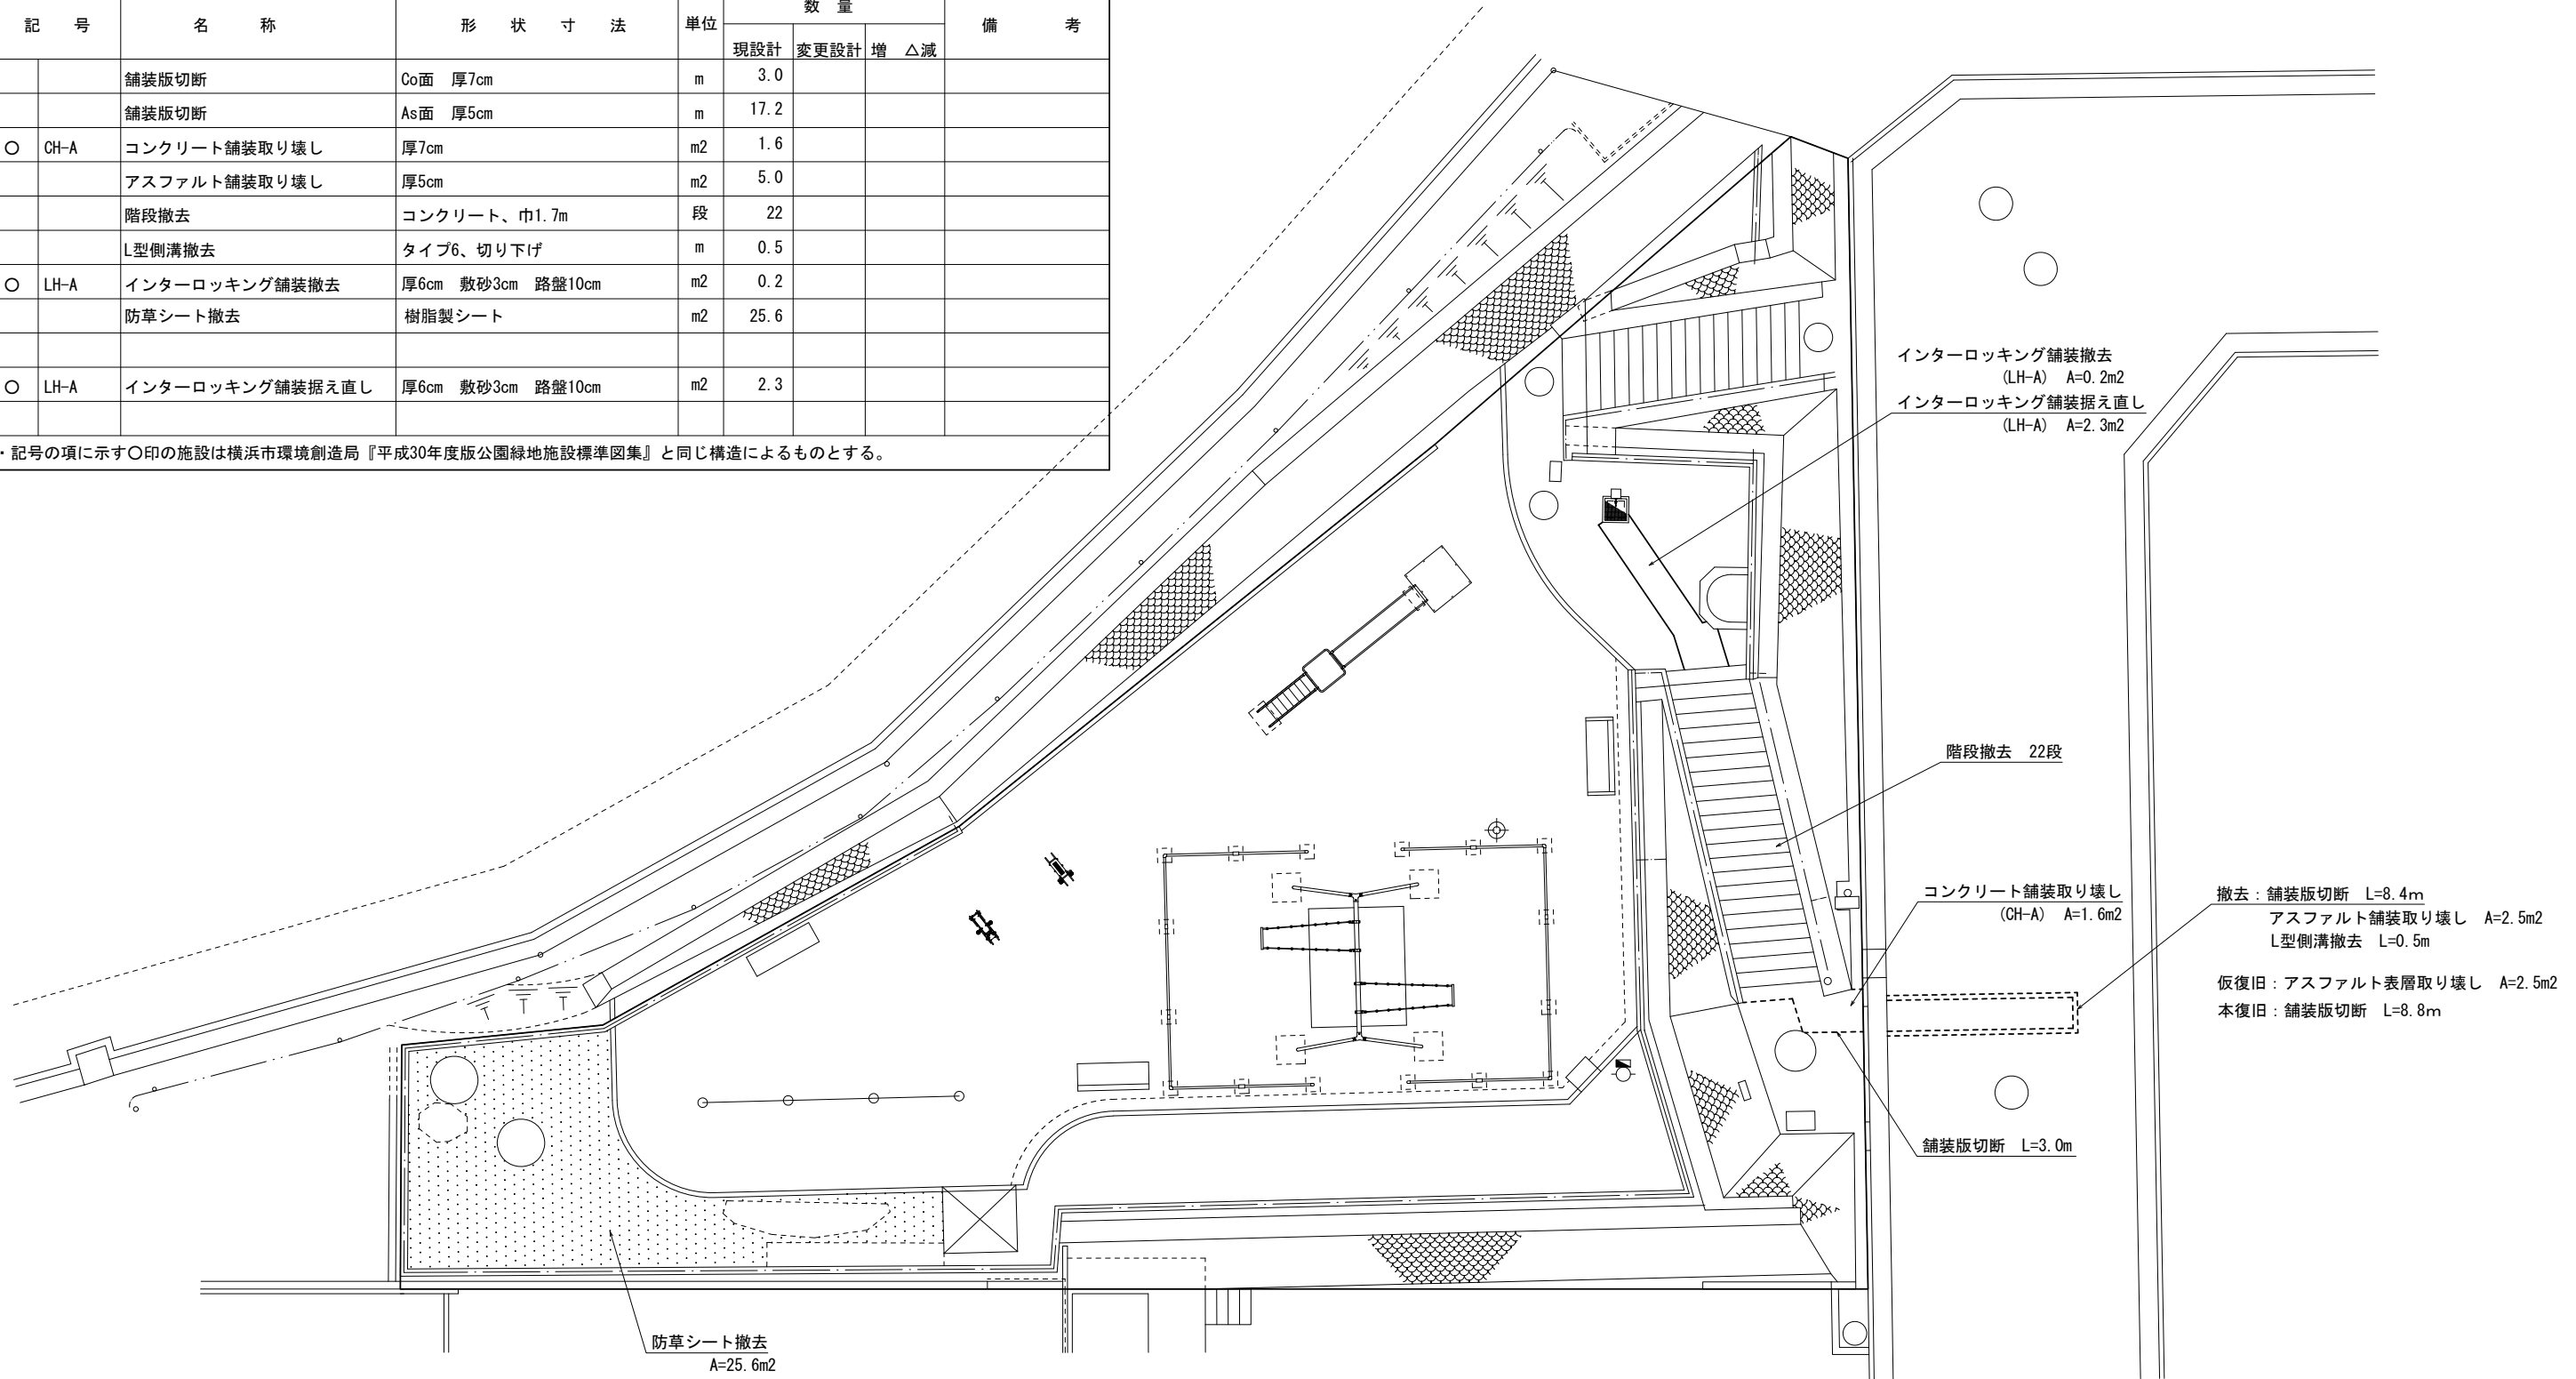 記　号　名　称　形　状　寸　法　単位　数　量　備　考
現設計　変更設計　増　△減
舗装版切断　Co面　厚7cm　m　3.0
舗装版切断　As面　厚5cm　m　17.2
○　CH-A　コンクリート舗装取り壊し　厚7cm　m2　1.6
アスファルト舗装取り壊し　厚5cm　m2　5.0
階段撤去　コンクリート、巾1.7m　段　22
L型側溝撤去　タイプ6、切り下げ　m　0.5
○　LH-A　インターロッキング舗装撤去　厚6cm　敷砂3cm　路盤10cm　m2　0.2
防草シート撤去　樹脂製シート　m2　25.6
○　LH-A　インターロッキング舗装据え直し　厚6cm　敷砂3cm　路盤10cm　m2　2.3
・記号の項に示す○印の施設は横浜市環境創造局『平成30年度版公園緑地施設標準図集』と同じ構造によるものとする。
インターロッキング舗装撤去
(LH-A)　A=0.2m2
インターロッキング舗装据え直し
(LH-A)　A=2.3m2
階段撤去　22段
コンクリート舗装取り壊し
(CH-A)　A=1.6m2
撤去：舗装版切断　L=8.4m
アスファルト舗装取り壊し　A=2.5m2
L型側溝撤去　L=0.5m
仮復旧：アスファルト表層取り壊し　A=2.5m2
本復旧：舗装版切断　L=8.8m
舗装版切断　L=3.0m
防草シート撤去
A=25.6m2